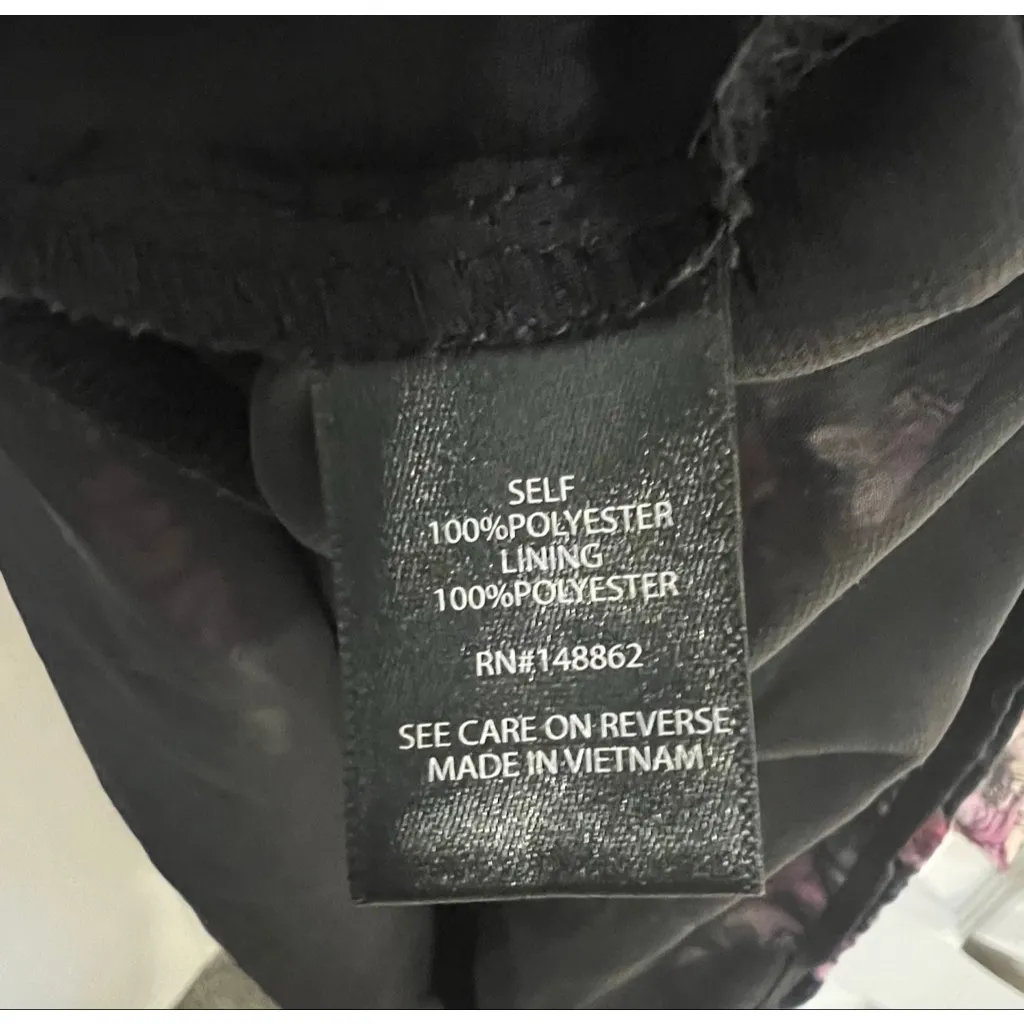 SELF
100%POLYESTER
LINING
100%POLYESTER
RN#148862
SEE CARE ON REVERSE
MADE IN VIETNAM